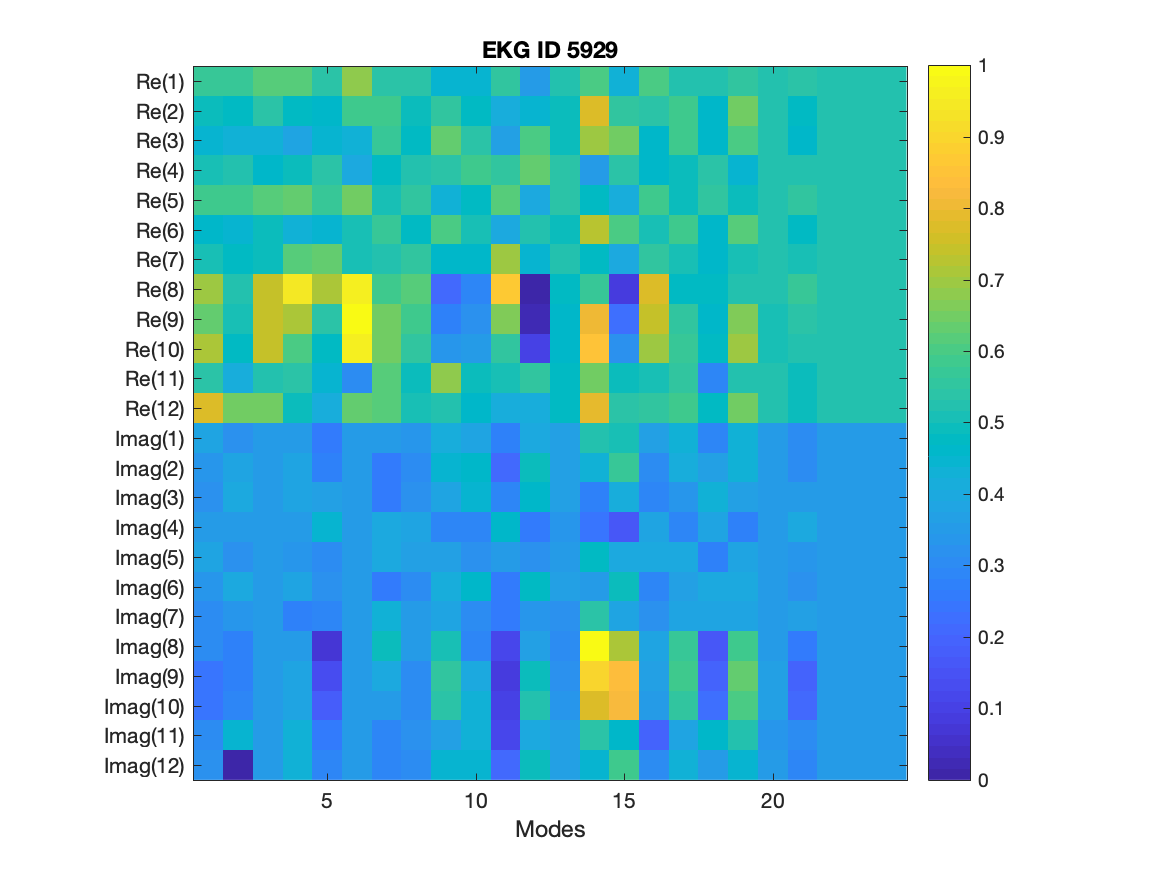 EKG ID 5929
Re(1)
Re(2)
Re(3)
Re(4)
Re(5)
Re(6)
Re(7)
Re(8)
Re(9)
Re(10)
Re(11)
Re(12)
Imag(1)
Imag(2)
Imag(3)
Imag(4)
Imag(5)
Imag(6)
Imag(7)
Imag(8)
Imag(9)
Imag(10)
Imag(11)
Imag(12)
5 10 15 20
Modes
1
0.9
0.8
0.7
0.6
0.5
0.4
0.3
0.2
0.1
0